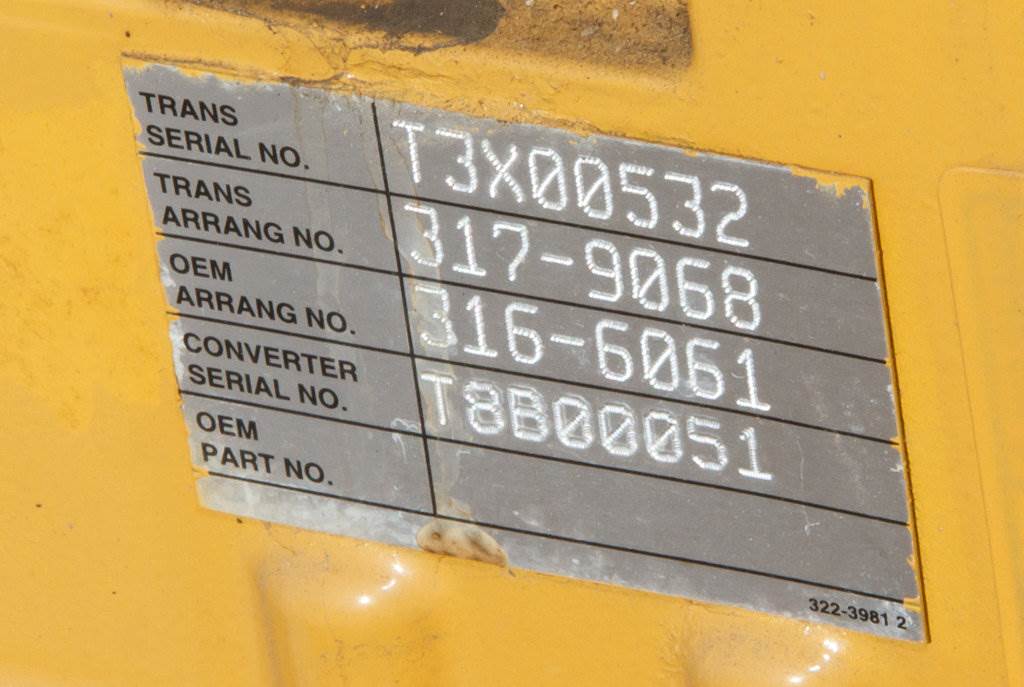 TRANS
SERIAL NO.
T3X00532
TRANS
ARRANG NO.
317-9068
OEM
ARRANG NO.
316-6061
CONVERTER
SERIAL NO.
T8B00051
OEM
PART NO.
322-3981 2